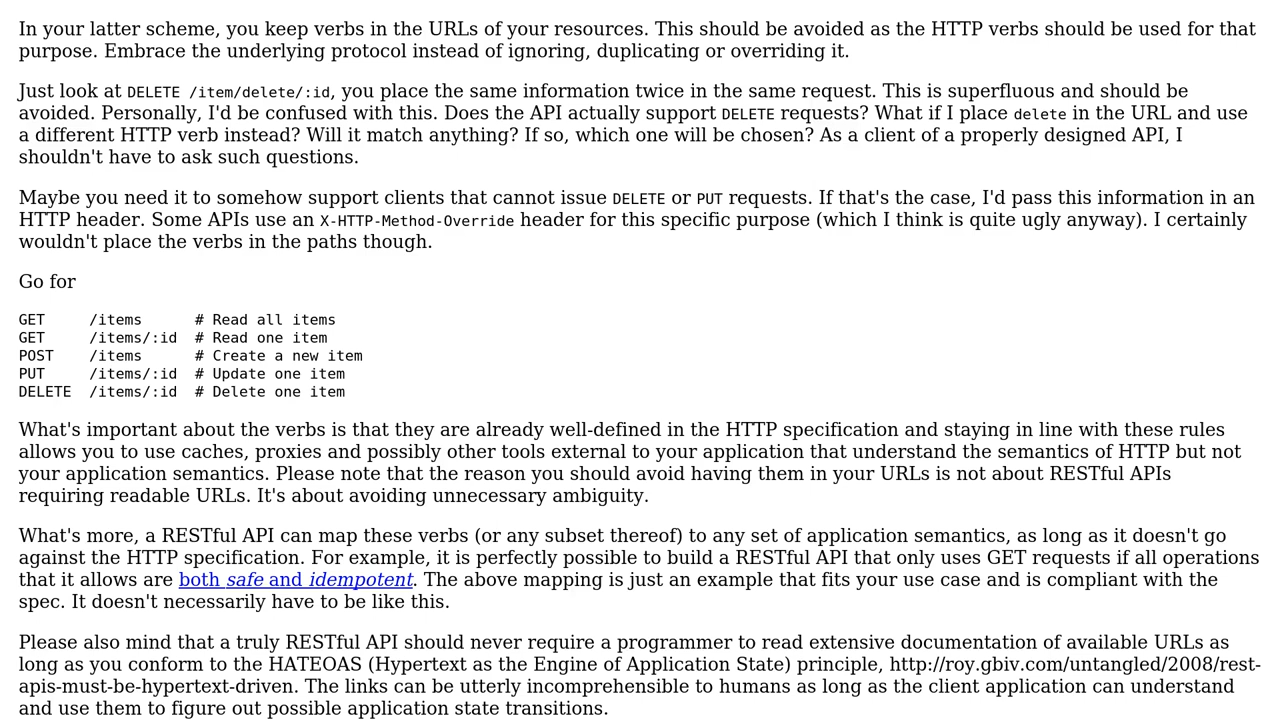 In your latter scheme, you keep verbs in the URLs of your resources. This should be avoided as the HTTP verbs should be used for that
purpose. Embrace the underlying protocol instead of ignoring, duplicating or overriding it.
Just look at DELETE /item/delete/:id, you place the same information twice in the same request. This is superfluous and should be
avoided. Personally, I'd be confused with this. Does the API actually support DELETE requests? What if I place delete in the URL and use
a different HTTP verb instead? Will it match anything? If so, which one will be chosen? As a client of a properly designed API, I
shouldn't have to ask such questions.
Maybe you need it to somehow support clients that cannot issue DELETE or PUT requests. If that's the case, I'd pass this information in an
HTTP header. Some APIs use an X-HTTP-Method-Override header for this specific purpose (which I think is quite ugly anyway). I certainly
wouldn't place the verbs in the paths though.
Go for
GET     /items      # Read all items
GET     /items/:id  # Read one item
POST    /items      # Create a new item
PUT     /items/:id  # Update one item
DELETE  /items/:id  # Delete one item
What's important about the verbs is that they are already well-defined in the HTTP specification and staying in line with these rules
allows you to use caches, proxies and possibly other tools external to your application that understand the semantics of HTTP but not
your application semantics. Please note that the reason you should avoid having them in your URLs is not about RESTful APIs
requiring readable URLs. It's about avoiding unnecessary ambiguity.
What's more, a RESTful API can map these verbs (or any subset thereof) to any set of application semantics, as long as it doesn't go
against the HTTP specification. For example, it is perfectly possible to build a RESTful API that only uses GET requests if all operations
that it allows are both safe and idempotent. The above mapping is just an example that fits your use case and is compliant with the
spec. It doesn't necessarily have to be like this.
Please also mind that a truly RESTful API should never require a programmer to read extensive documentation of available URLs as
long as you conform to the HATEOAS (Hypertext as the Engine of Application State) principle, http://roy.gbiv.com/untangled/2008/rest-
apis-must-be-hypertext-driven. The links can be utterly incomprehensible to humans as long as the client application can understand
and use them to figure out possible application state transitions.